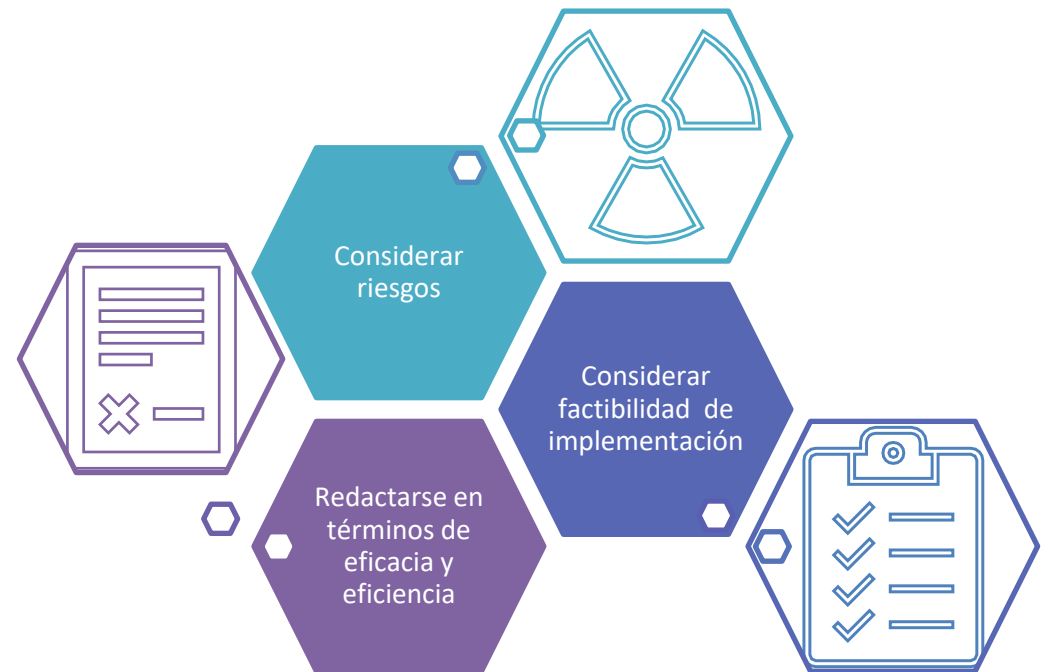 Considerar
riesgos
Considerar
factibilidad de
implementación
Redactarse en
términos de
eficacia y
eficiencia